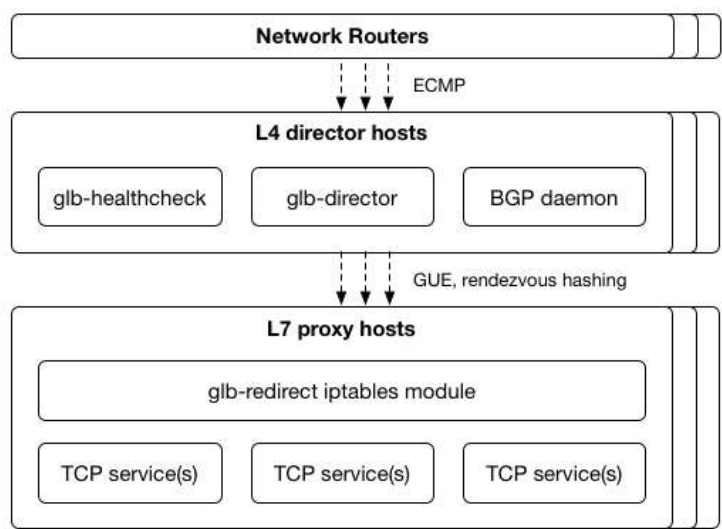 Network Routers
ECMP
L4 director hosts
glb-healthcheck
glb-director
BGP daemon
GUE, rendezvous hashing
L7 proxy hosts
glb-redirect iptables module
TCP service(s)
TCP service(s)
TCP service(s)